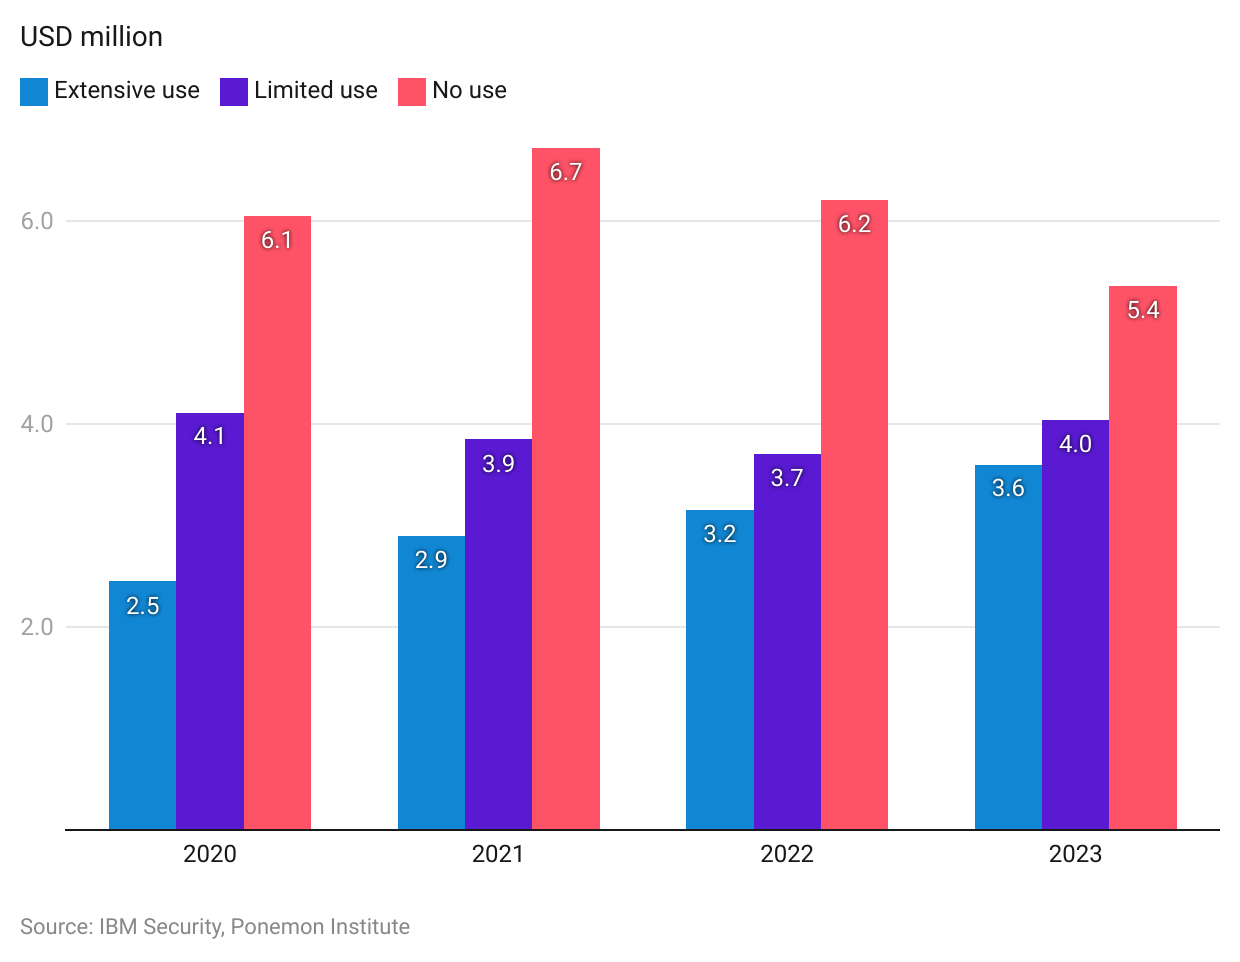 USD million
Extensive use Limited use No use
6.7
6.0 6.1 6.2
5.4
4.0 4.1 3.9 3.7 4.0
2.5 2.9 3.2 3.6
2.0
2020 2021 2022 2023
Source: IBM Security, Ponemon Institute